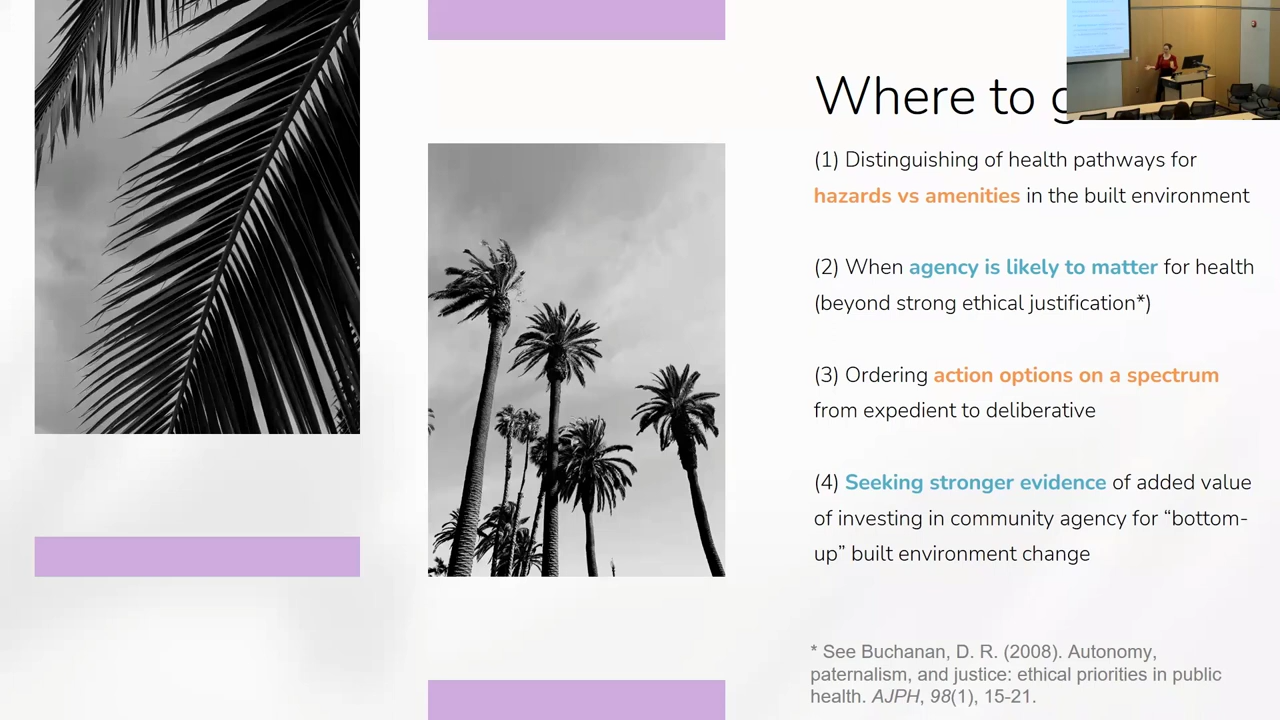 Where to
(1) Distinguishing of health pathways for
hazards vs amenities in the built environment
(2) When agency is likely to matter for health
(beyond strong ethical justification*)
(3) Ordering action options on a spectrum
from expedient to deliberative
(4) Seeking stronger evidence of added value
of investing in community agency for “bottom-
up” built environment change
* See Buchanan, D. R. (2008). Autonomy,
paternalism, and justice: ethical priorities in public
health. AJPH, 98(1), 15-21.